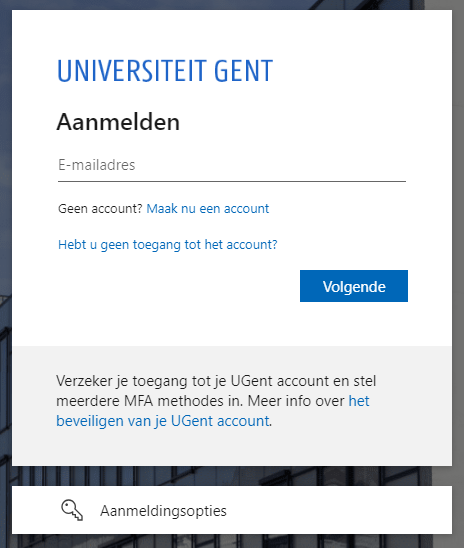 UNIVERSITEIT GENT
Aanmelden
E-mailadres
Geen account? Maak nu een account
Hebt u geen toegang tot het account?
Volgende
Verzeker je toegang tot je UGent account en stel
meerdere MFA methodes in. Meer info over het
beveiligen van je UGent account.
Aanmeldingsopties